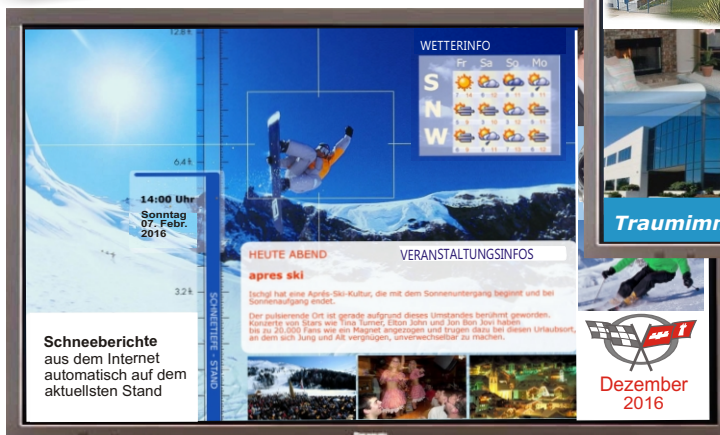 12.8 ft.
WETTERINFO
Fr Sa So Mo
S
N
W
6,4 ft.
14:00 Uhr
Sonntag
07. Febr.
2016
3.2 ft.
SCHNEETIEFE - STAND
HEUTE ABEND
VERANSTALTUNGSINFOS
apres ski
Ischgl hat eine Aprés-Ski-Kultur, die mit dem Sonnenuntergang beginnt und bei
Sonnenaufgang endet.
Der pulsierende Ort ist gerade aufgrund dieses Umstandes berühmt geworden.
Konzerte von Stars wie Tina Turner, Elton John und Jon Bon Jovi haben
bis zu 20.000 Fans wie ein Magnet angezogen und trugen dazu bei diesen Urlaubsort,
an dem sich Jung und Alt vergnügen, unverwechselbar zu machen.
Schneeberichte
aus dem Internet
automatisch auf dem
aktuellsten Stand
Traumimm
Dezember
2016